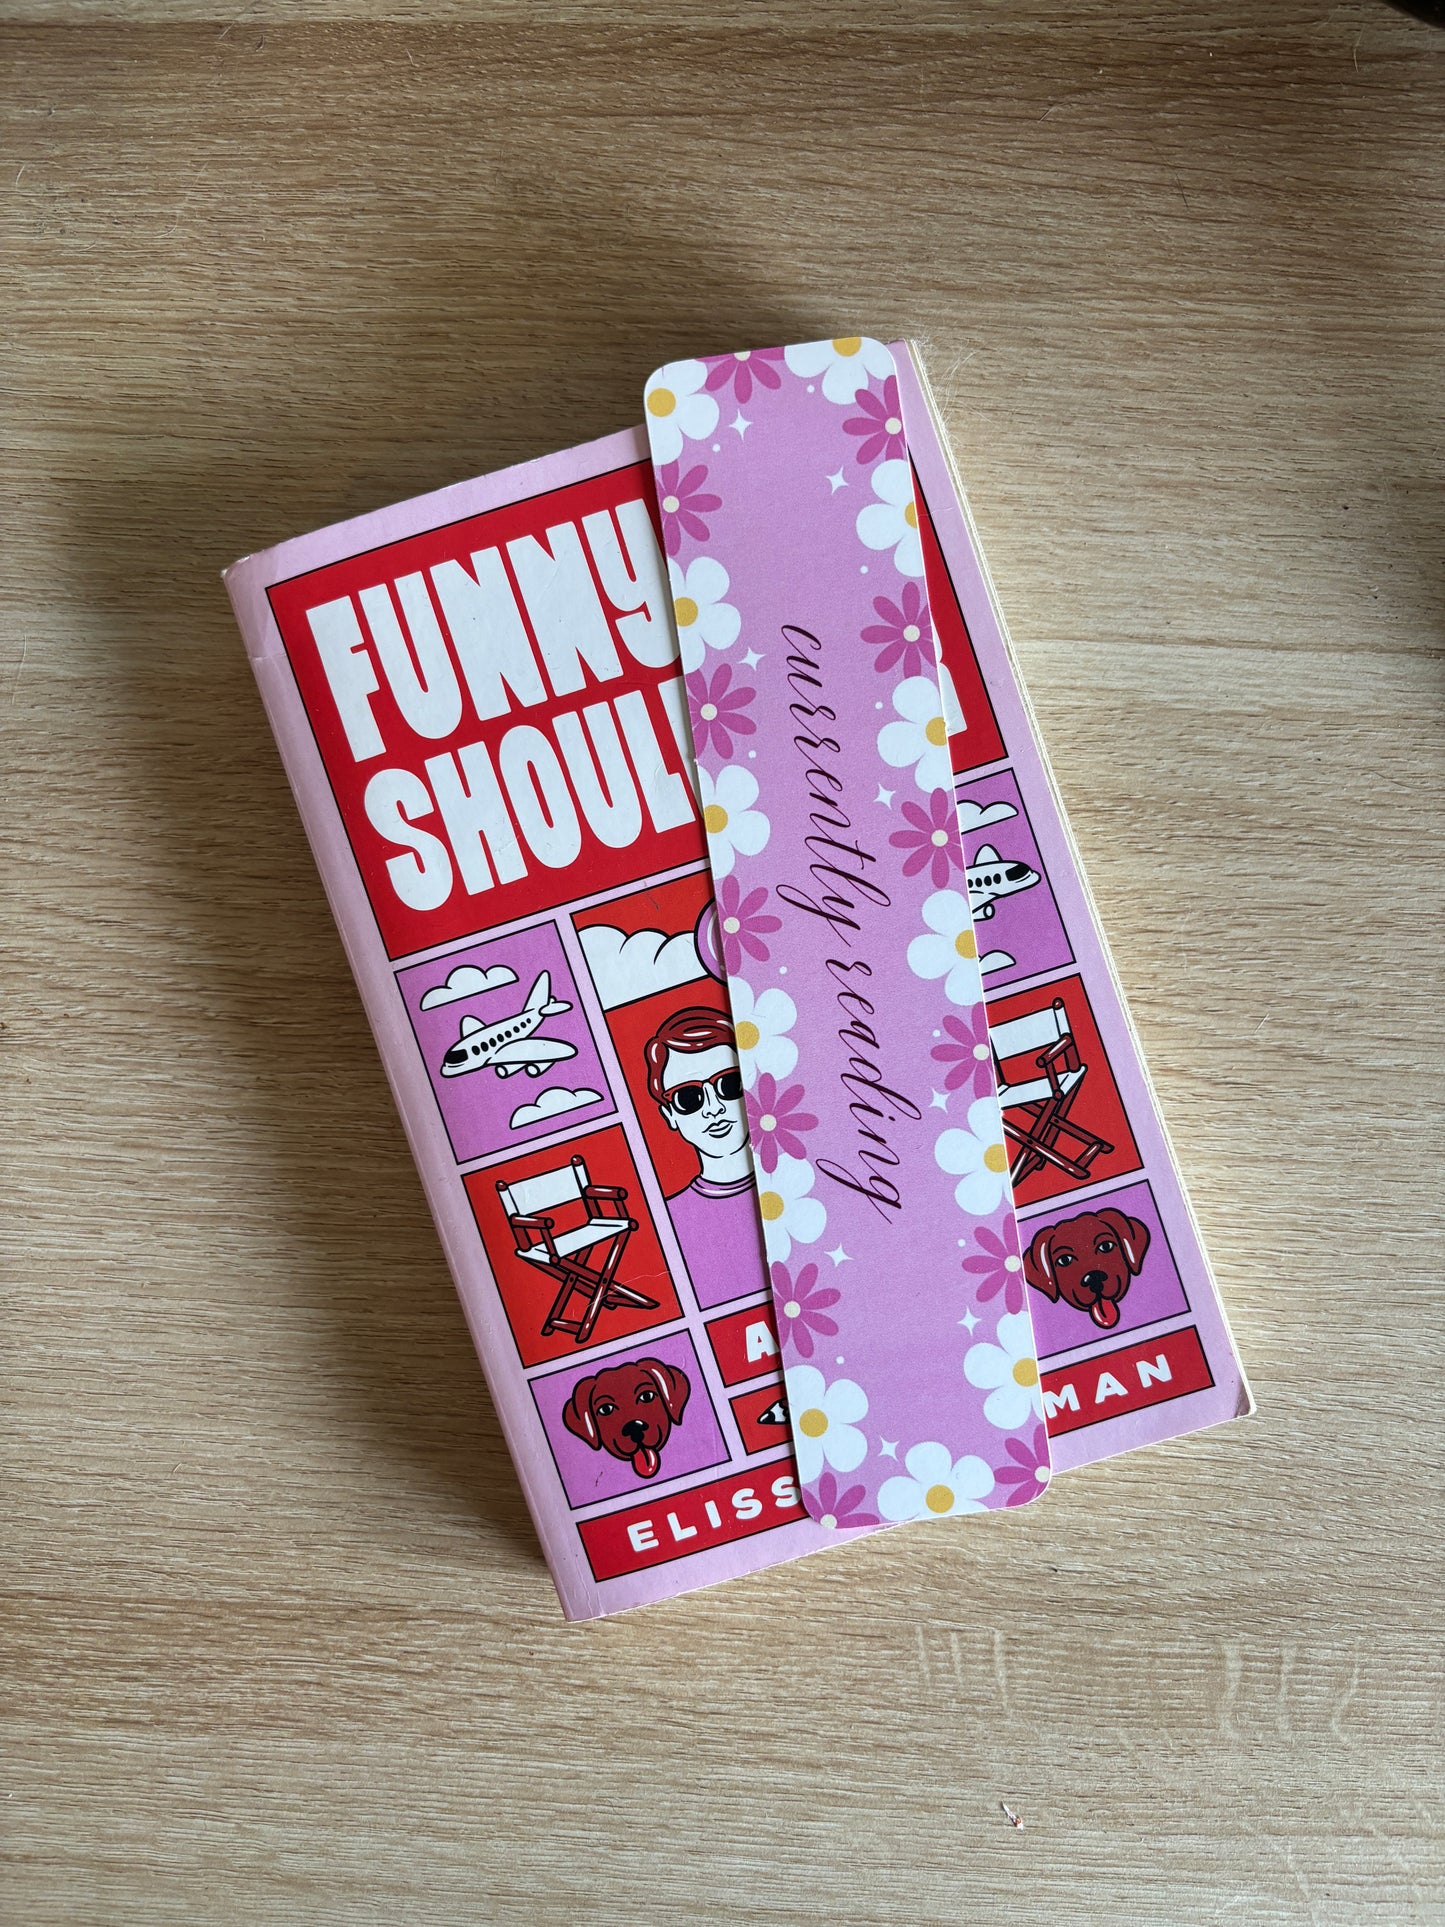 FUNNY
SHOUL
A
ELISS MAN
currently reading